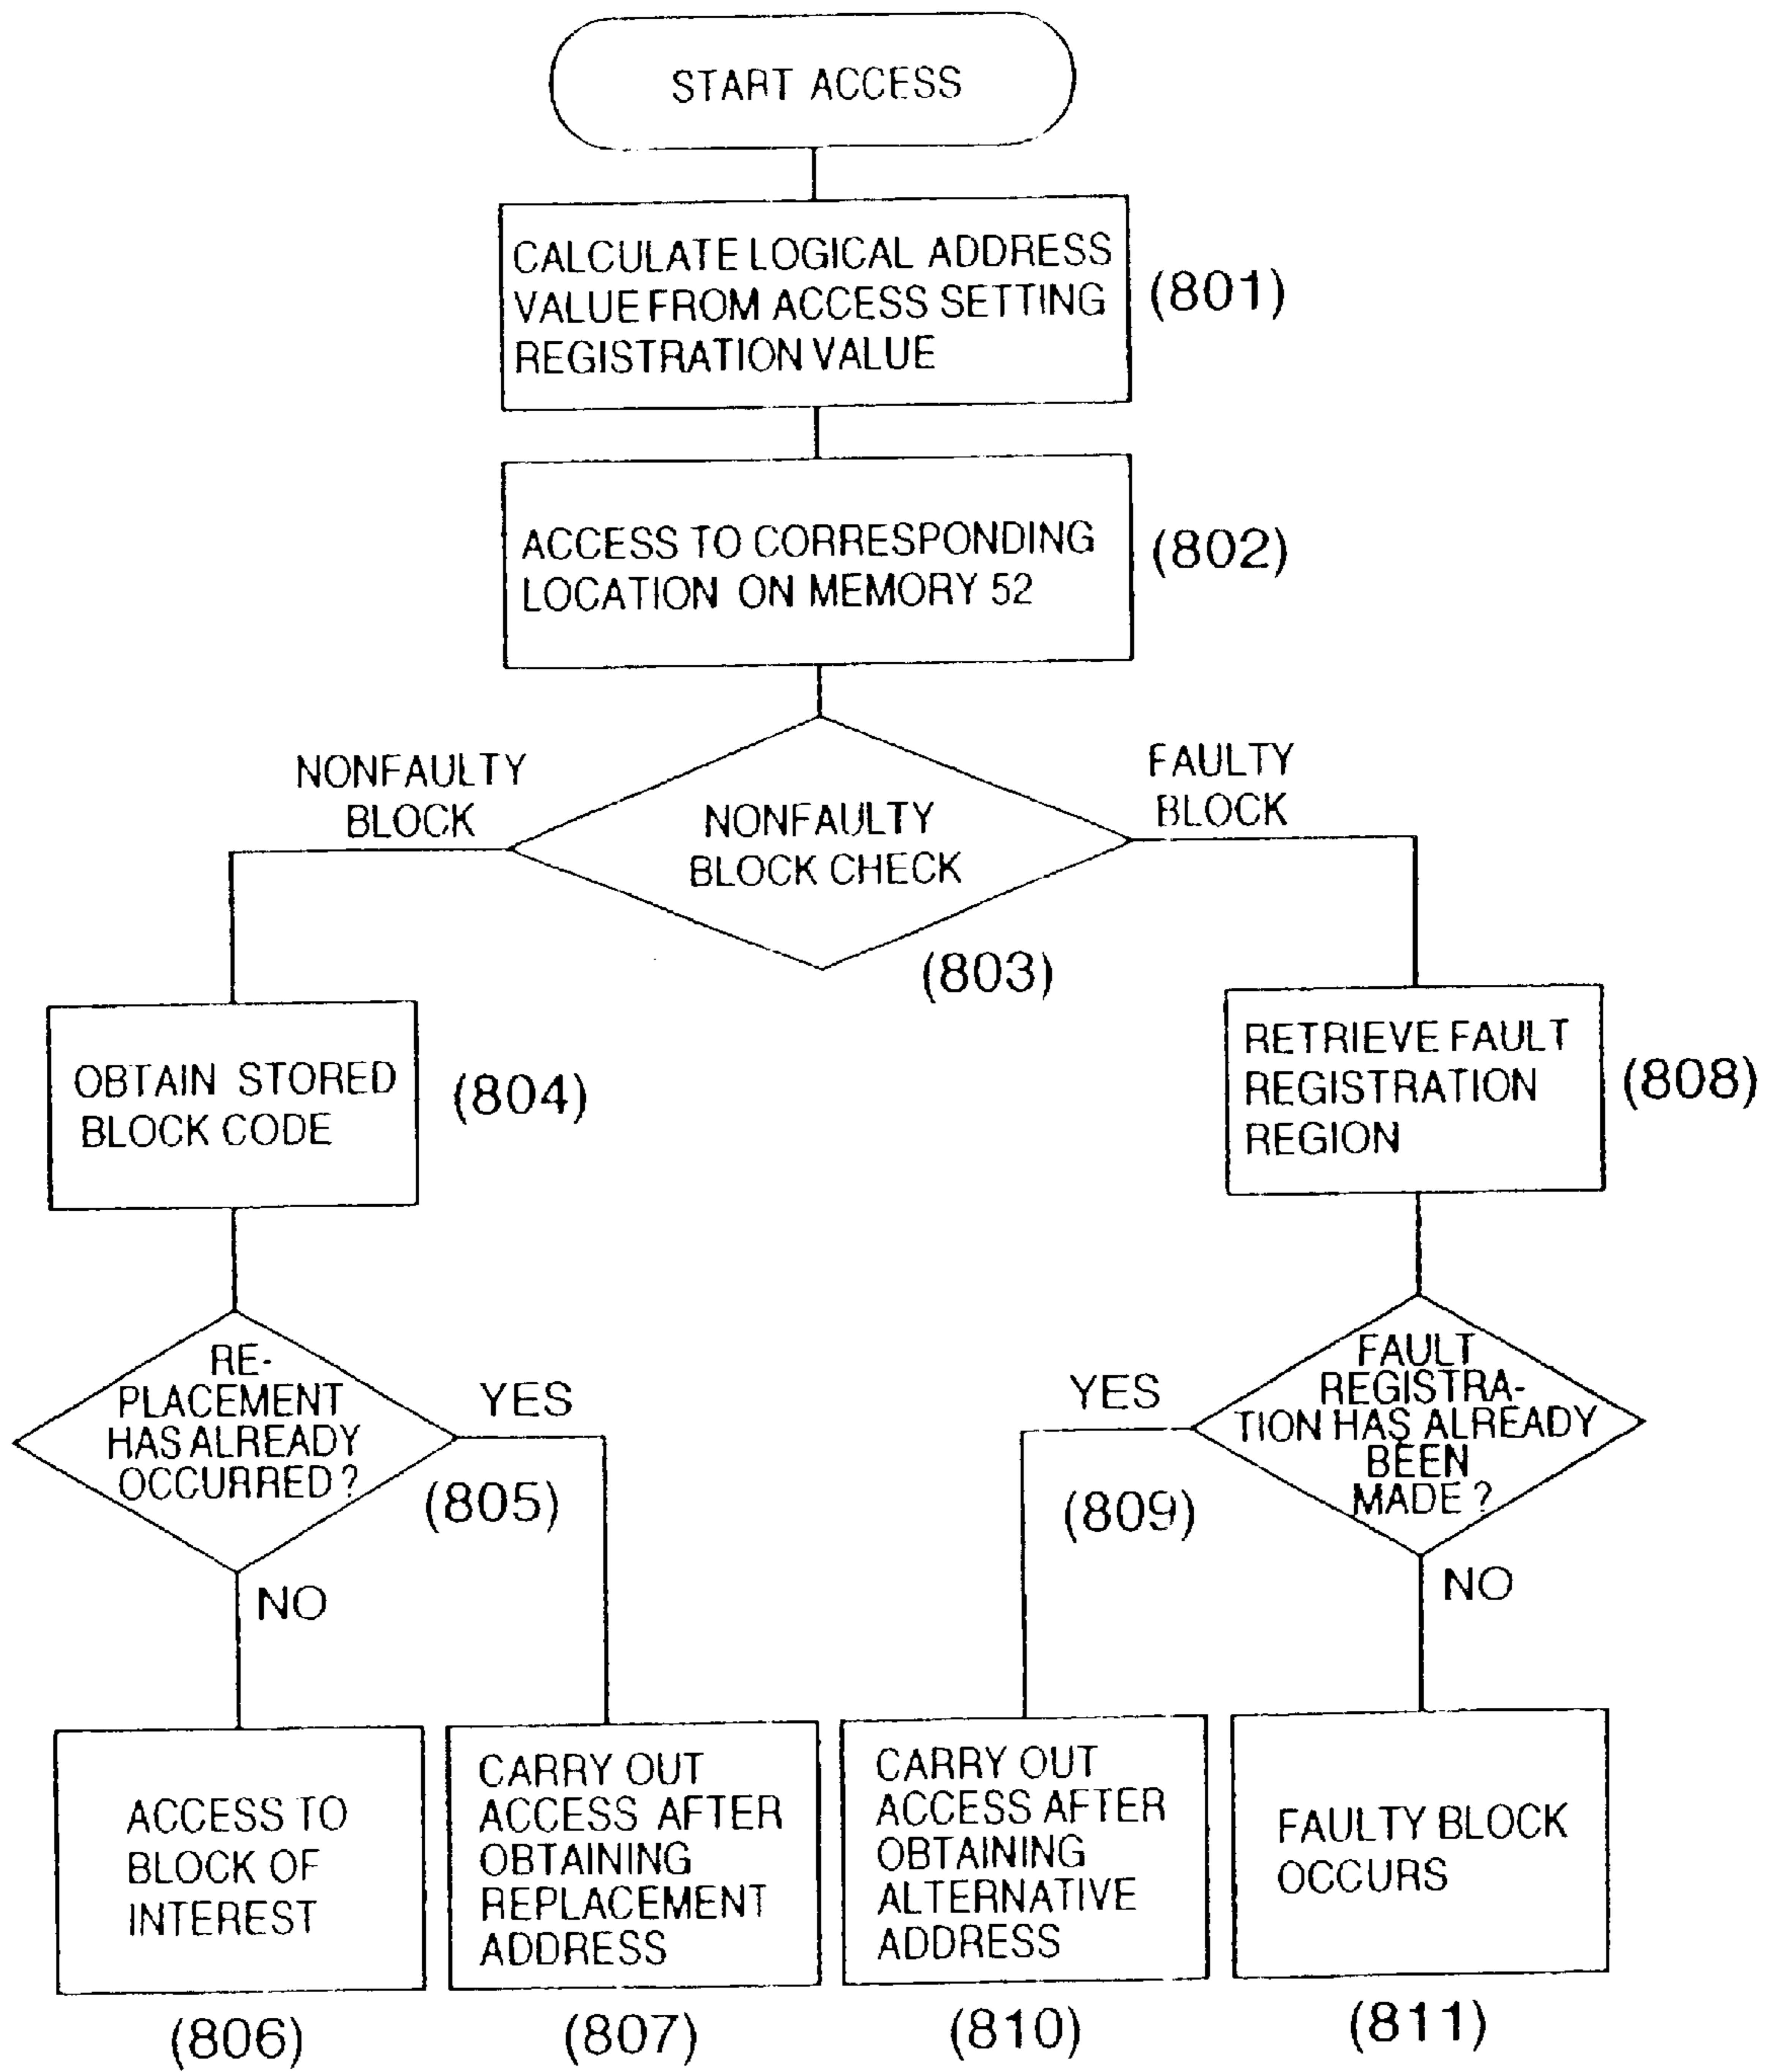 START ACCESS
CALCULATE LOGICAL ADDRESS
VALUE FROM ACCESS SETTING
REGISTRATION VALUE
(801)
ACCESS TO CORRESPONDING
LOCATION ON MEMORY 52
(802)
NONFAULTY
BLOCK
NONFAULTY
BLOCK CHECK
(803)
FAULTY
BLOCK
OBTAIN STORED
BLOCK CODE
(804)
RETRIEVE FAULT
REGISTRATION
REGION
(808)
RE-
PLACEMENT
HAS ALREADY
OCCURRED ?
(805)
YES
NO
FAULT
REGISTRA-
TION HAS ALREADY
BEEN
MADE ?
(809)
YES
NO
ACCESS TO
BLOCK OF
INTEREST
(806)
CARRY OUT
ACCESS AFTER
OBTAINING
REPLACEMENT
ADDRESS
(807)
CARRY OUT
ACCESS AFTER
OBTAINING
ALTERNATIVE
ADDRESS
(810)
FAULTY BLOCK
OCCURS
(811)